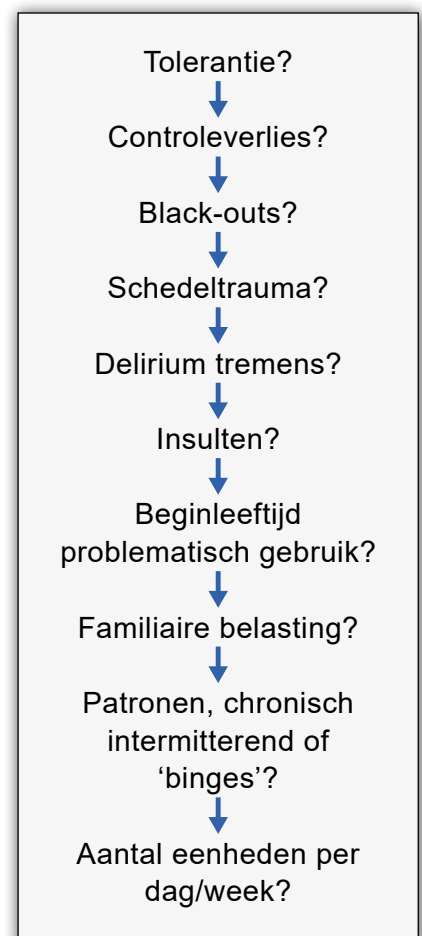 Tolerantie?
Controleverlies?
Black-outs?
Schedeltrauma?
Delirium tremens?
Insulten?
Beginleeftijd
problematisch gebruik?
Familiaire belasting?
Patronen, chronisch
intermitterend of
‘binges’?
Aantal eenheden per
dag/week?